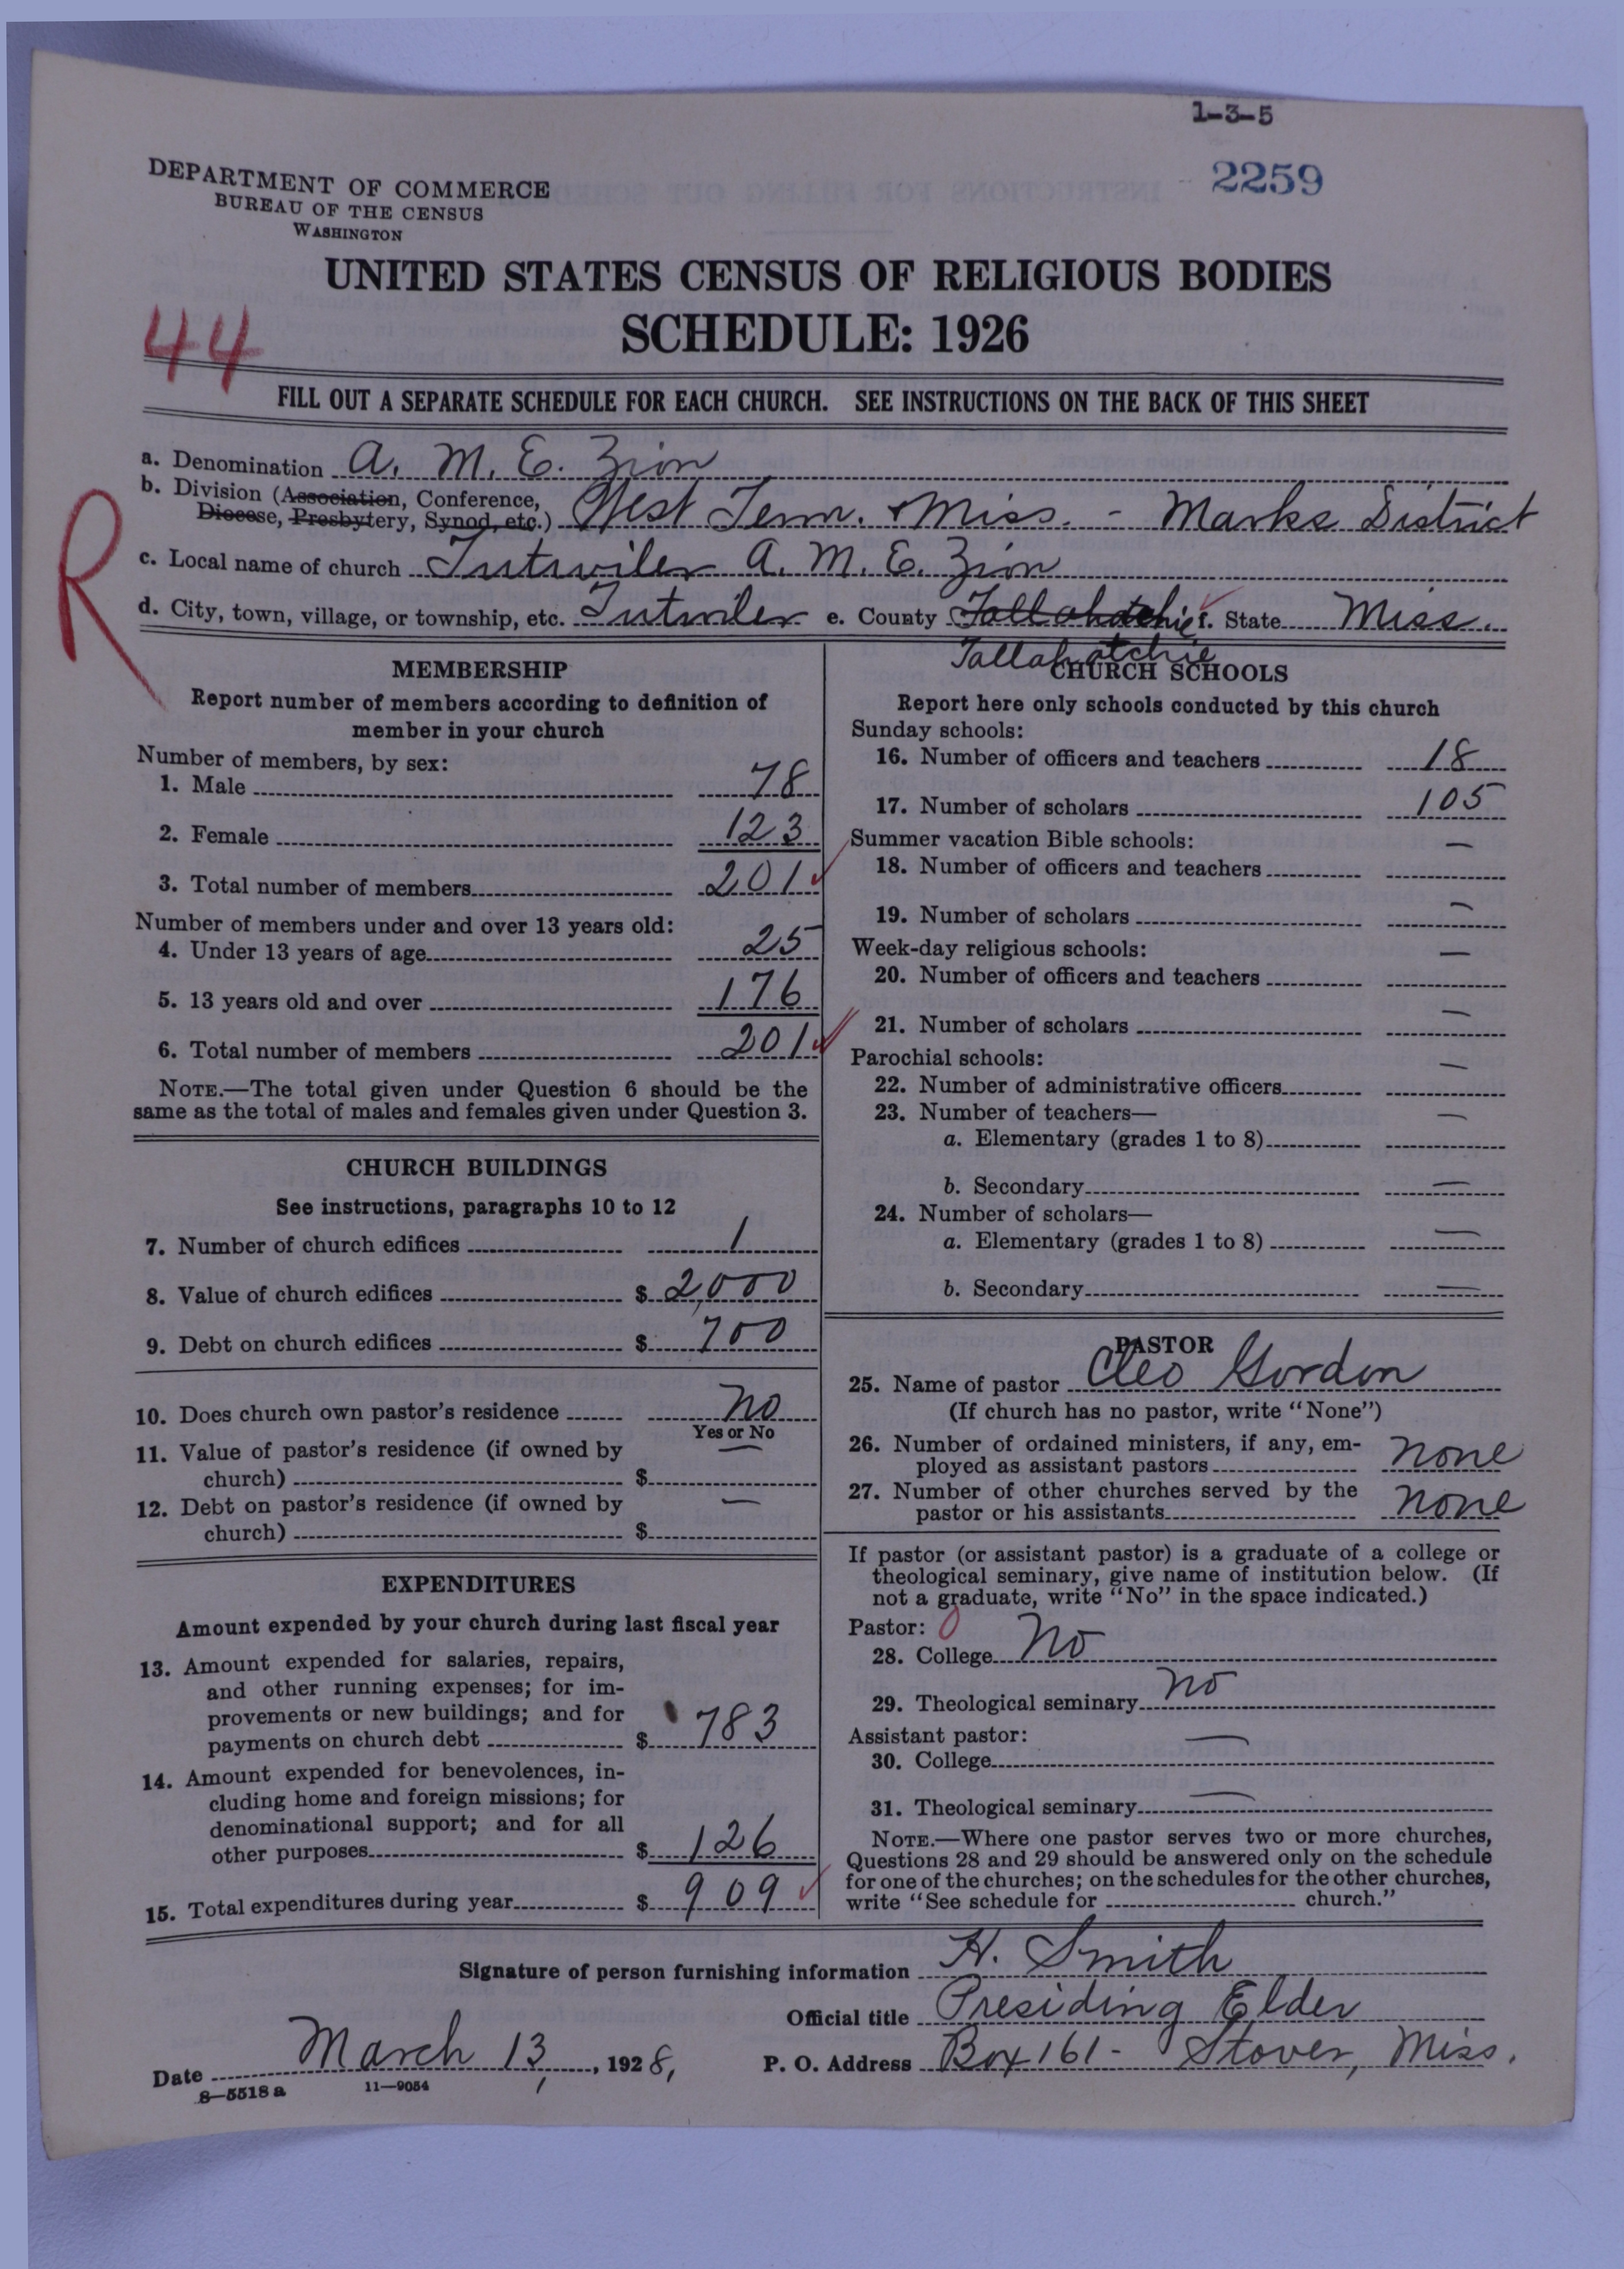 1-3-5
2259
DEPARTMENT OF COMMERCE
BUREAU OF THE CENSUS
WASHINGTON
UNITED STATES CENSUS OF RELIGIOUS BODIES
SCHEDULE: 1926
44
FILL OUT A SEPARATE SCHEDULE FOR EACH CHURCH. SEE INSTRUCTIONS ON THE BACK OF THIS SHEET
R
a. Denomination A. M. E. Zion
b. Division (Association, Conference, Diocese, Presbytery, Synod, etc.) West Tenn. & Miss. - Marks District
c. Local name of church Tutwiler A. M. E. Zion
d. City, town, village, or township, etc. Tutwiler e. County Tallahatchie f. State Miss.
Tallahatchie
MEMBERSHIP
Report number of members according to definition of
member in your church
Number of members, by sex:
1. Male 78
2. Female 123
3. Total number of members 201
Number of members under and over 13 years old:
4. Under 13 years of age 25
5. 13 years old and over 176
6. Total number of members 201
NOTE.—The total given under Question 6 should be the
same as the total of males and females given under Question 3.
CHURCH BUILDINGS
See instructions, paragraphs 10 to 12
7. Number of church edifices 1
8. Value of church edifices $ 2,000
9. Debt on church edifices $ 700
10. Does church own pastor's residence No
Yes or No
11. Value of pastor's residence (if owned by
church) $ —
12. Debt on pastor's residence (if owned by
church) $ —
EXPENDITURES
Amount expended by your church during last fiscal year
13. Amount expended for salaries, repairs,
and other running expenses; for im-
provements or new buildings; and for
payments on church debt $ 783
14. Amount expended for benevolences, in-
cluding home and foreign missions; for
denominational support; and for all
other purposes $ 126
15. Total expenditures during year $ 909
CHURCH SCHOOLS
Report here only schools conducted by this church
Sunday schools:
16. Number of officers and teachers 18
17. Number of scholars 105
Summer vacation Bible schools:
18. Number of officers and teachers —
19. Number of scholars —
Week-day religious schools:
20. Number of officers and teachers —
21. Number of scholars —
Parochial schools:
22. Number of administrative officers —
23. Number of teachers—
a. Elementary (grades 1 to 8) —
b. Secondary —
24. Number of scholars—
a. Elementary (grades 1 to 8) —
b. Secondary —
PASTOR
25. Name of pastor Cleo Gordon
(If church has no pastor, write "None")
26. Number of ordained ministers, if any, em-
ployed as assistant pastors none
27. Number of other churches served by the
pastor or his assistants none
If pastor (or assistant pastor) is a graduate of a college or
theological seminary, give name of institution below. (If
not a graduate, write "No" in the space indicated.)
Pastor: 0
28. College No
29. Theological seminary No
Assistant pastor:
30. College —
31. Theological seminary —
NOTE.—Where one pastor serves two or more churches,
Questions 28 and 29 should be answered only on the schedule
for one of the churches; on the schedules for the other churches,
write "See schedule for church."
Signature of person furnishing information H. Smith
Official title Presiding Elder
Date March 13, 1928, P. O. Address Box 161 - Stover, Miss.
8—5518 a 11—9054